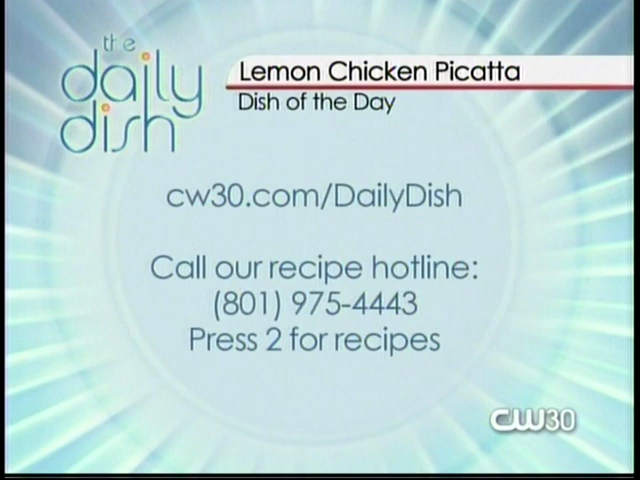 the
daily
dish
Lemon Chicken Picatta
Dish of the Day
cw30.com/DailyDish
Call our recipe hotline:
(801) 975-4443
Press 2 for recipes
CW30